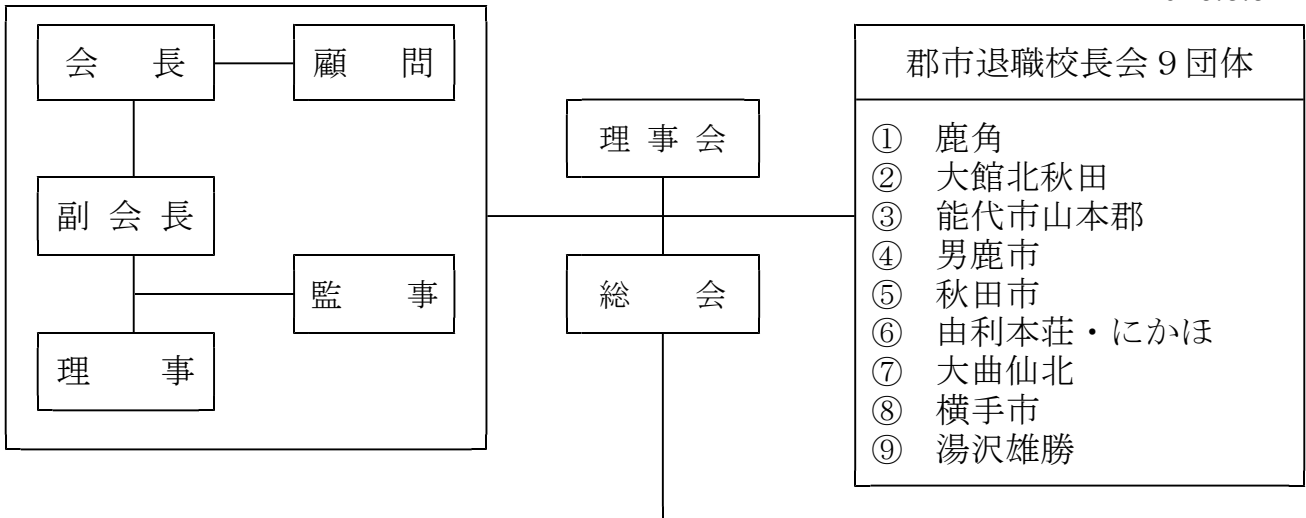 会長
顧問
副会長
監事
理事
理事会
総会
郡市退職校長会９団体
① 鹿角
② 大館北秋田
③ 能代市山本郡
④ 男鹿市
⑤ 秋田市
⑥ 由利本荘・にかほ
⑦ 大曲仙北
⑧ 横手市
⑨ 湯沢雄勝